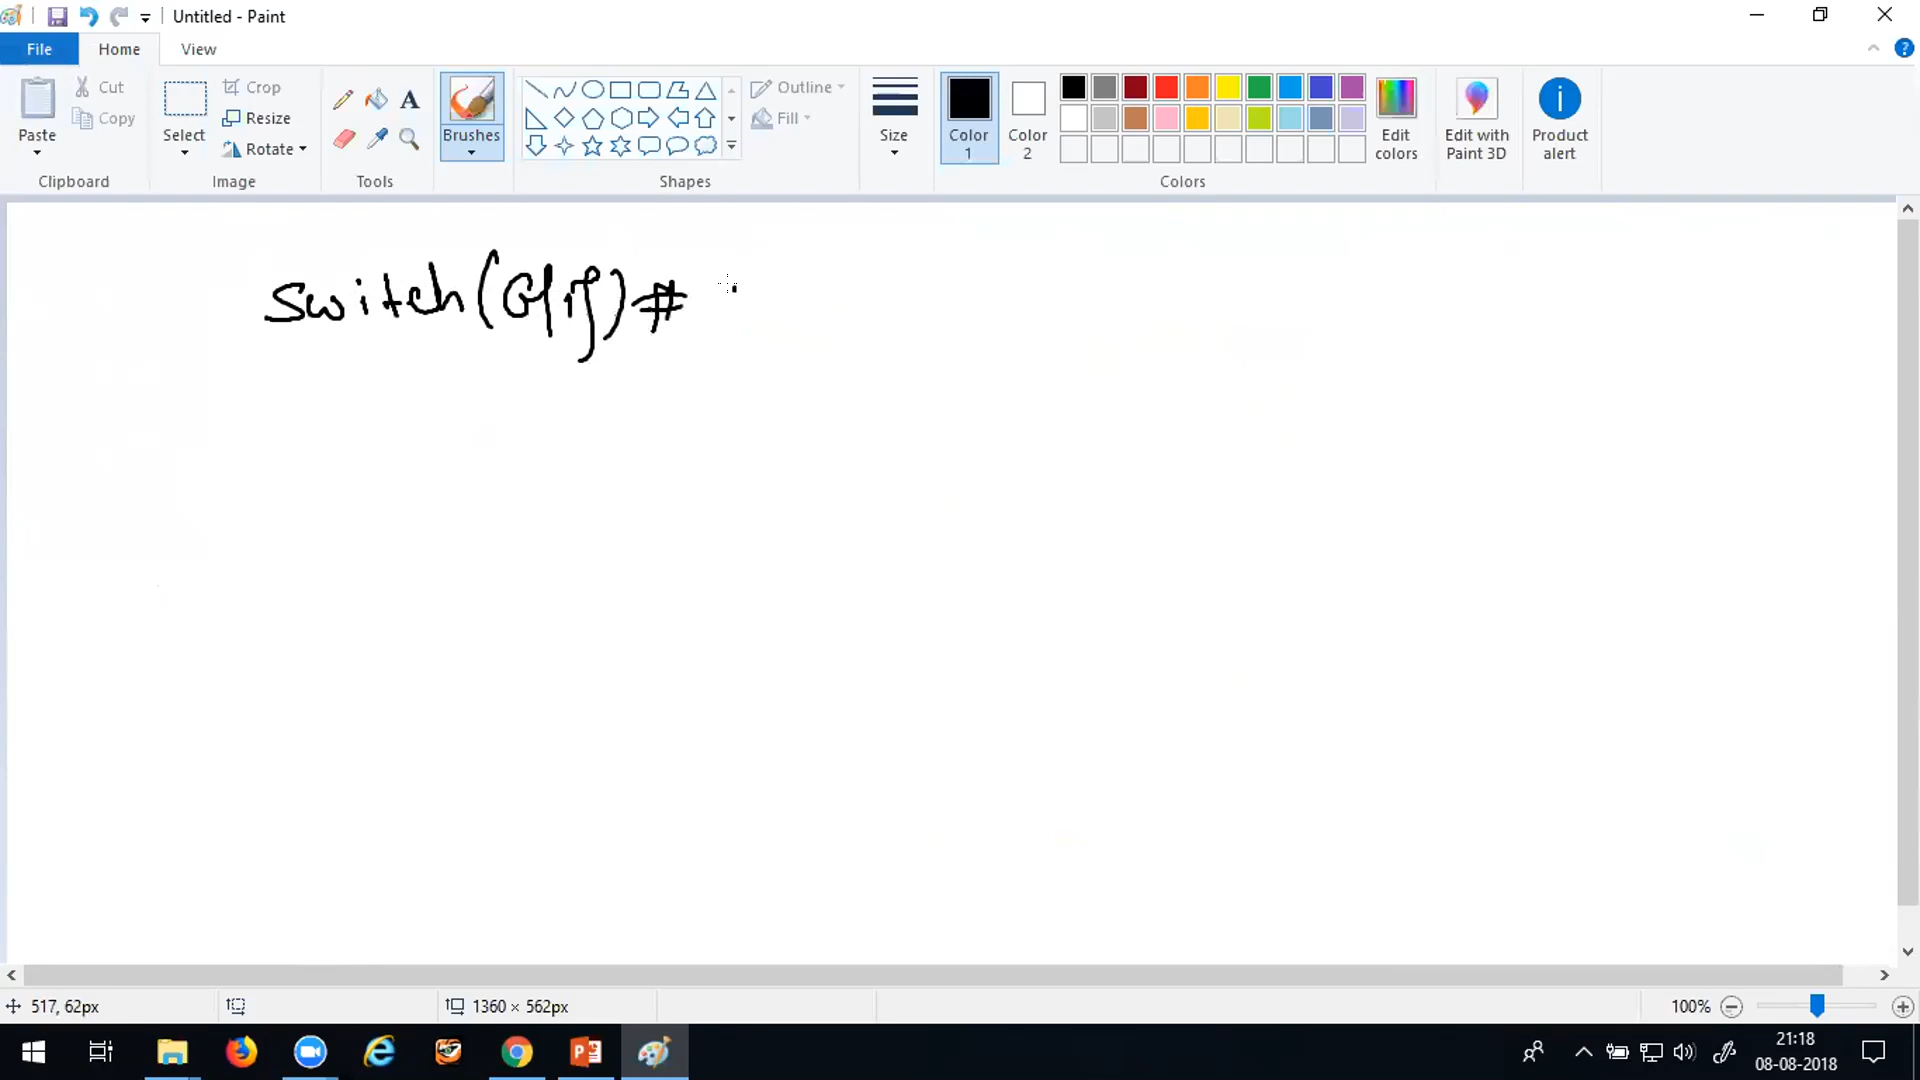 Untitled - Paint
File Home View
Cut
Copy
Paste
Clipboard
Crop
Resize
Rotate
Select
Image
Tools
Brushes
Outline
Fill
Shapes
Size
Color 1
Color 2
Colors
Edit colors
Edit with Paint 3D
Product alert
switch(config)#
517, 62px
1360 × 562px
100%
21:18
08-08-2018